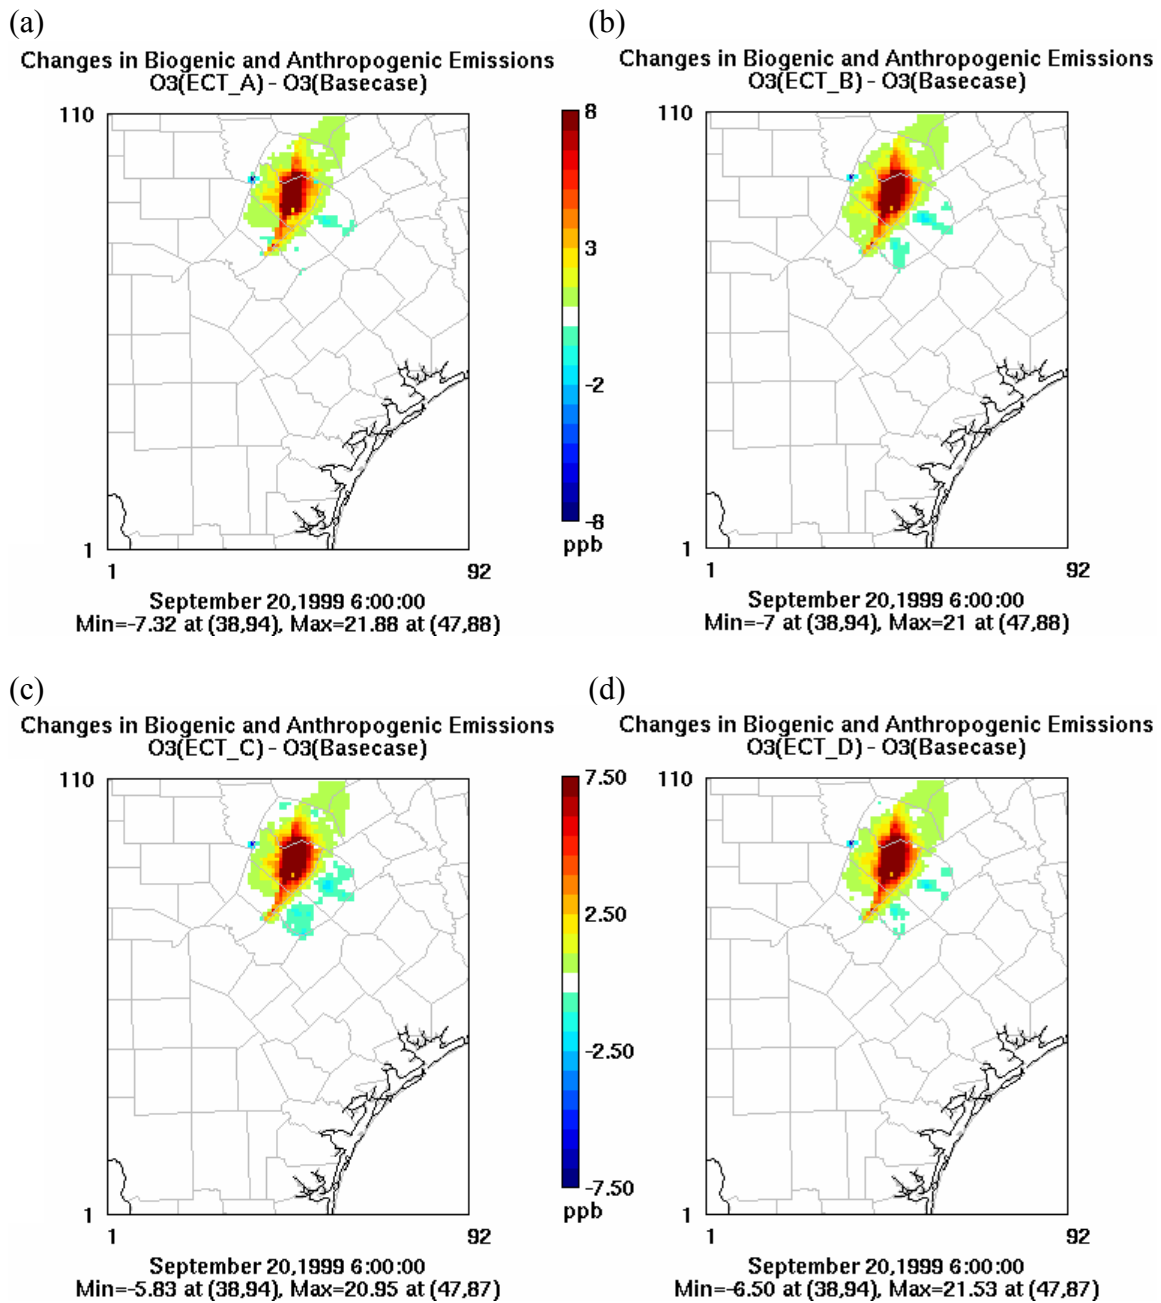 (a)
Changes in Biogenic and Anthropogenic Emissions
O3(ECT_A) - O3(Basecase)
110
1
1
92
September 20,1999 6:00:00
Min=-7.32 at (38,94), Max=21.88 at (47,88)
8
3
-2
-8
ppb
(b)
Changes in Biogenic and Anthropogenic Emissions
O3(ECT_B) - O3(Basecase)
110
1
1
92
September 20,1999 6:00:00
Min=-7 at (38,94), Max=21 at (47,88)
(c)
Changes in Biogenic and Anthropogenic Emissions
O3(ECT_C) - O3(Basecase)
110
1
1
92
September 20,1999 6:00:00
Min=-5.83 at (38,94), Max=20.95 at (47,87)
7.50
2.50
-2.50
-7.50
ppb
(d)
Changes in Biogenic and Anthropogenic Emissions
O3(ECT_D) - O3(Basecase)
110
1
1
92
September 20,1999 6:00:00
Min=-6.50 at (38,94), Max=21.53 at (47,87)